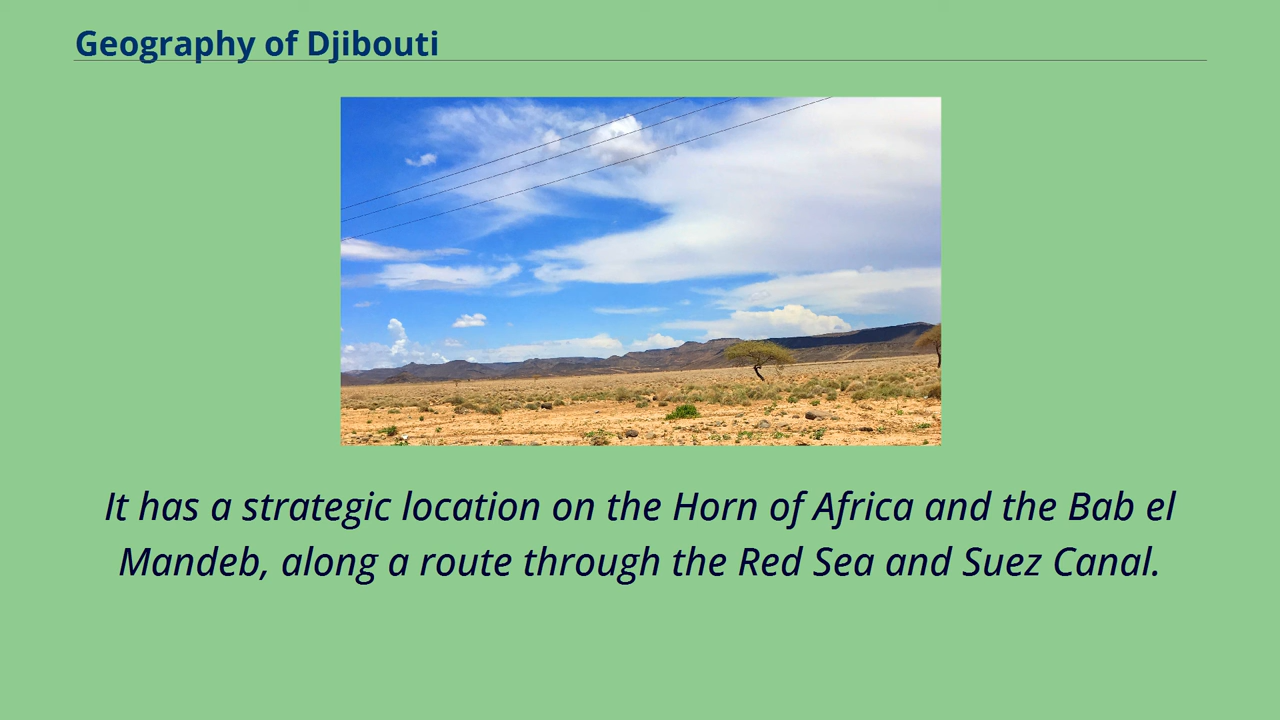 Geography of Djibouti
It has a strategic location on the Horn of Africa and the Bab el
Mandeb, along a route through the Red Sea and Suez Canal.